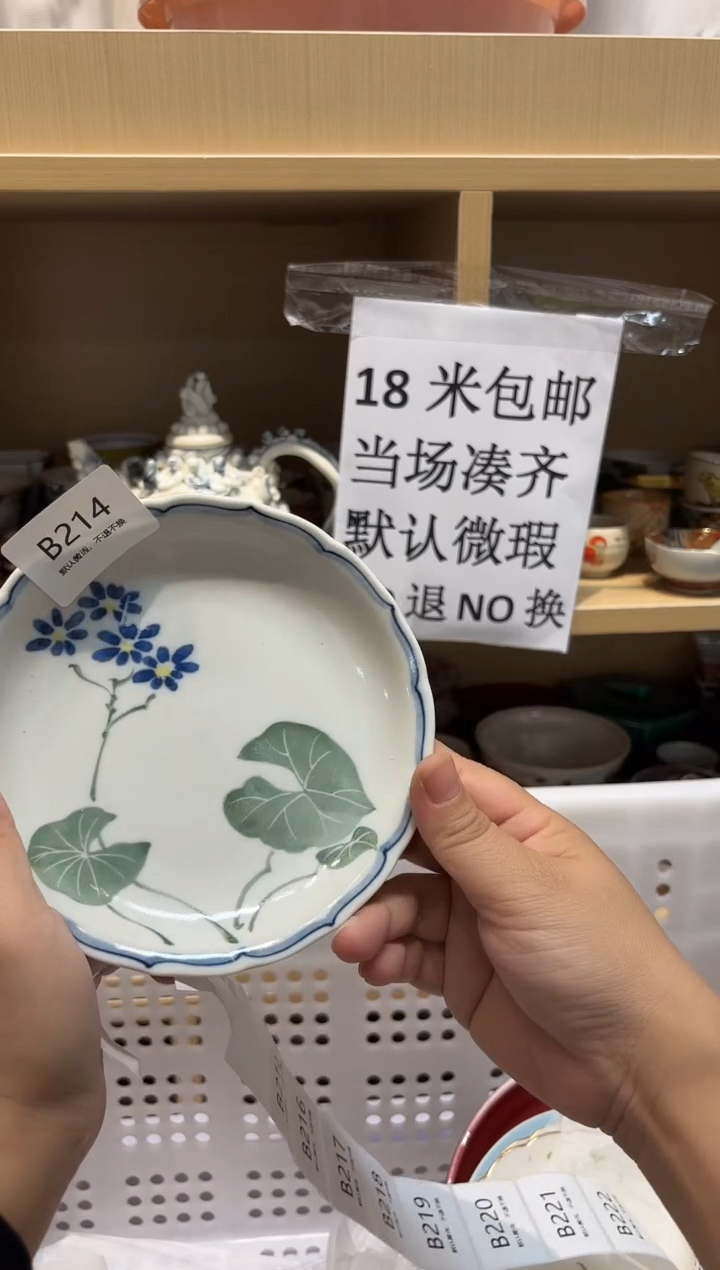 18 米包邮
当场凑齐
默认微瑕
退 NO 换
B214
默认微瑕，不退不换
B216
B217
B218
B219
B220
B221
B222